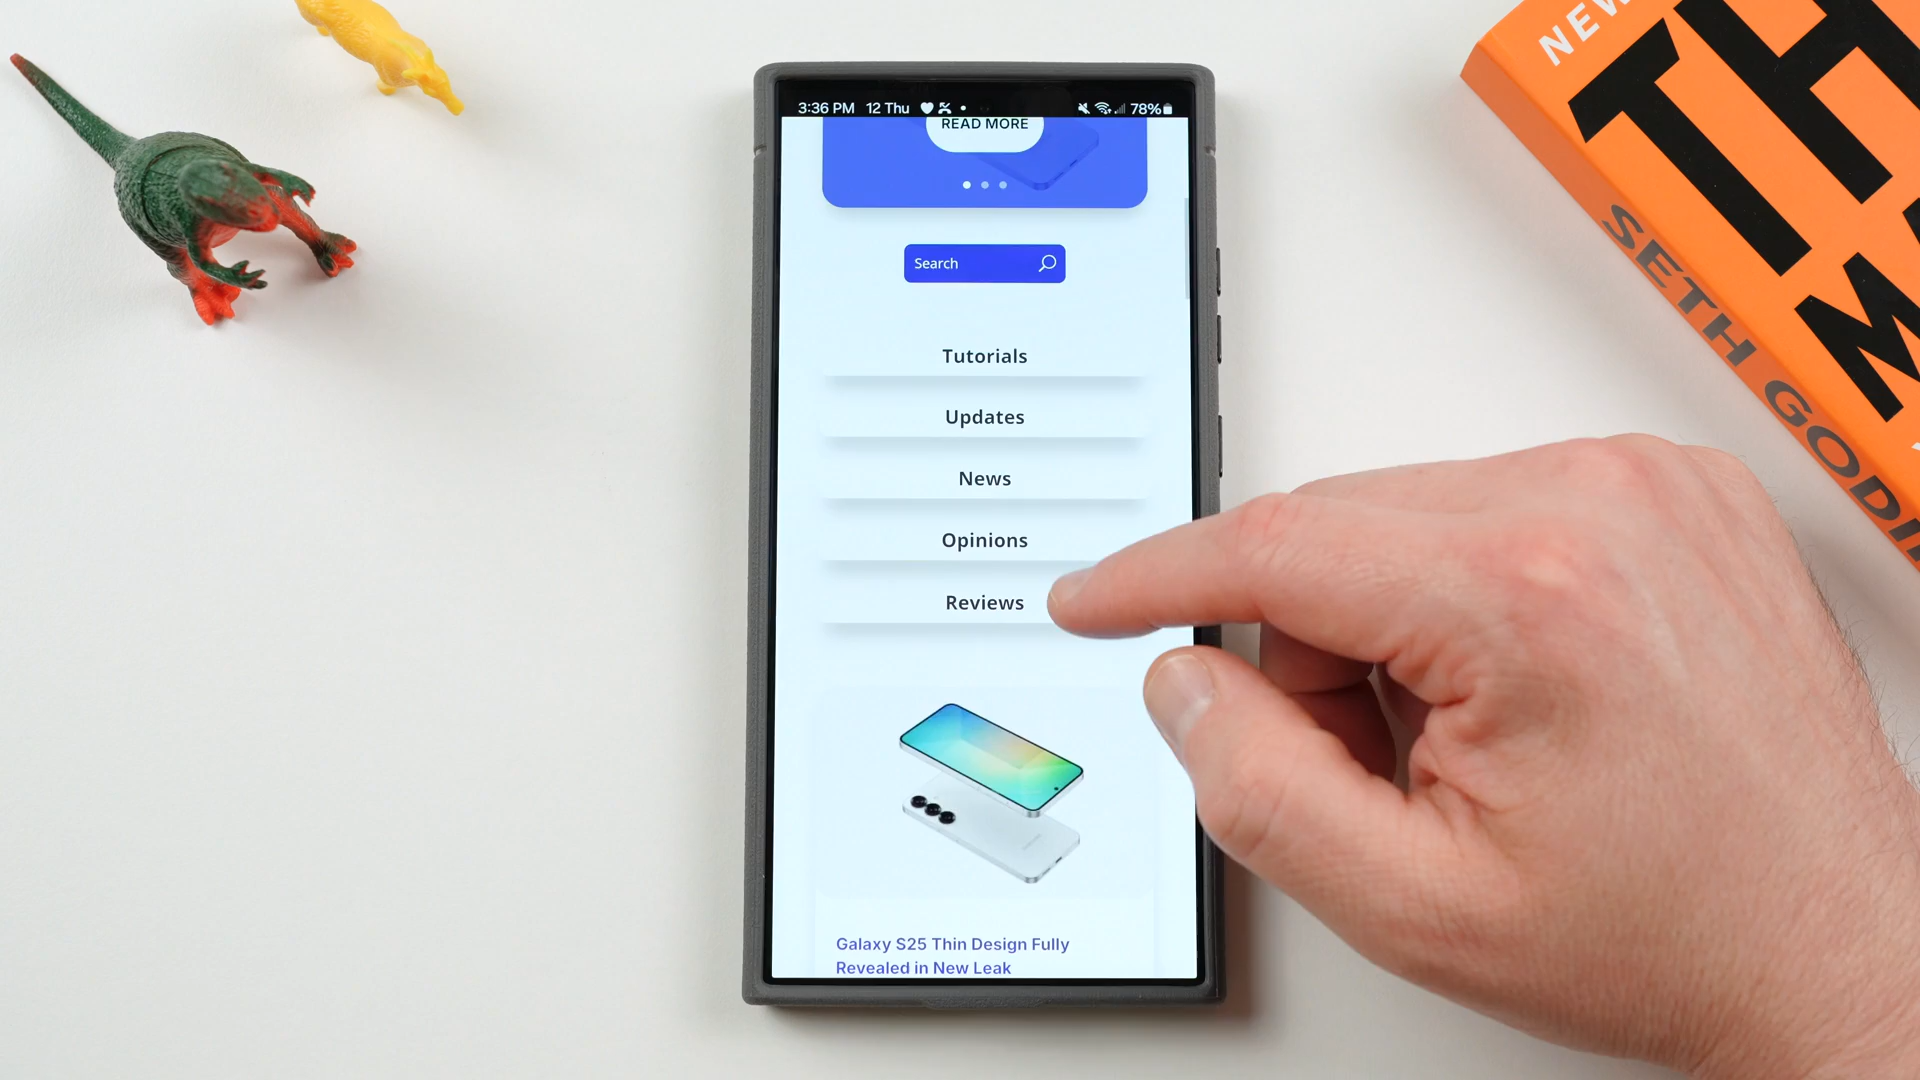 3:36 PM 12 Thu
78%
READ MORE
Search
Tutorials
Updates
News
Opinions
Reviews
Galaxy S25 Thin Design Fully
Revealed in New Leak
NEW
TH
SETH GODI